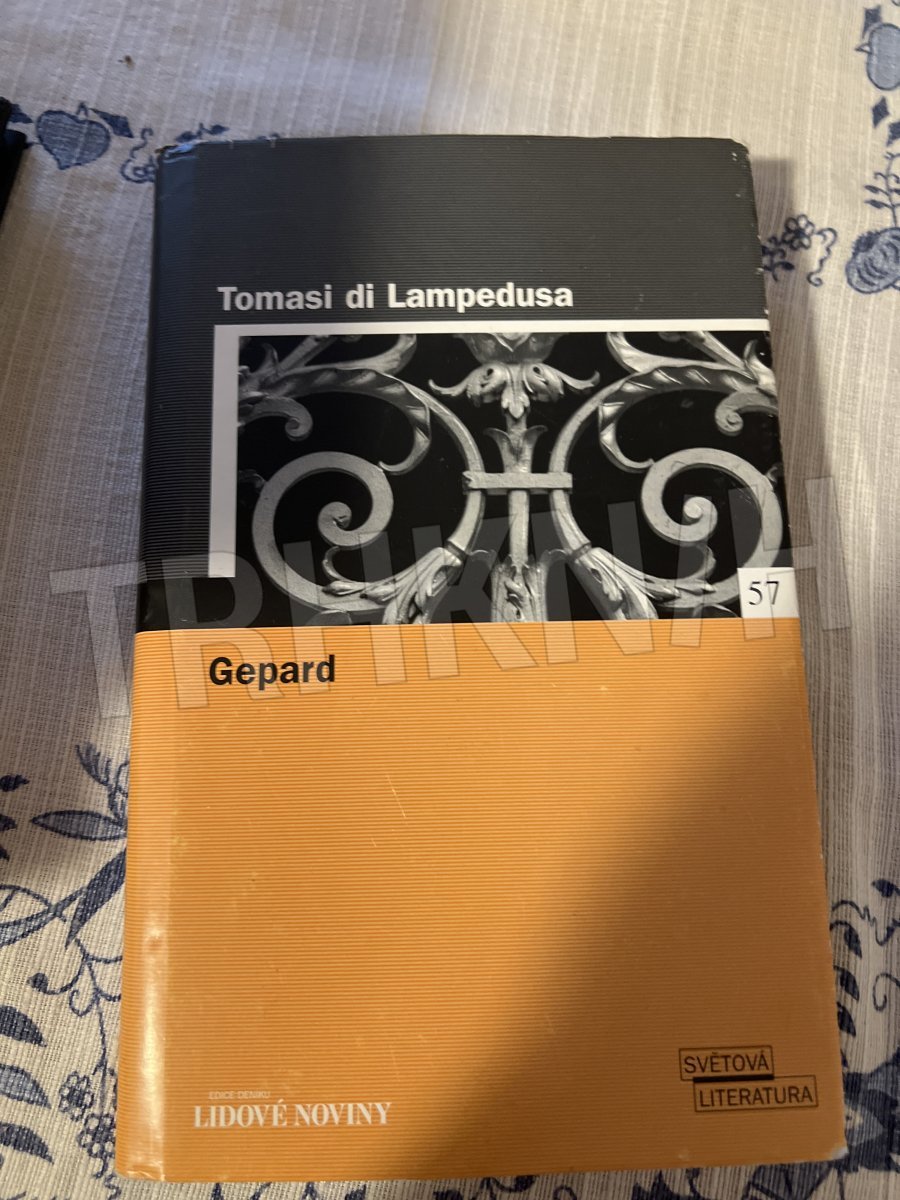 Tomasi di Lampedusa
57
Gepard
EDICE DENÍKU
LIDOVÉ NOVINY
SVĚTOVÁ
LITERATURA